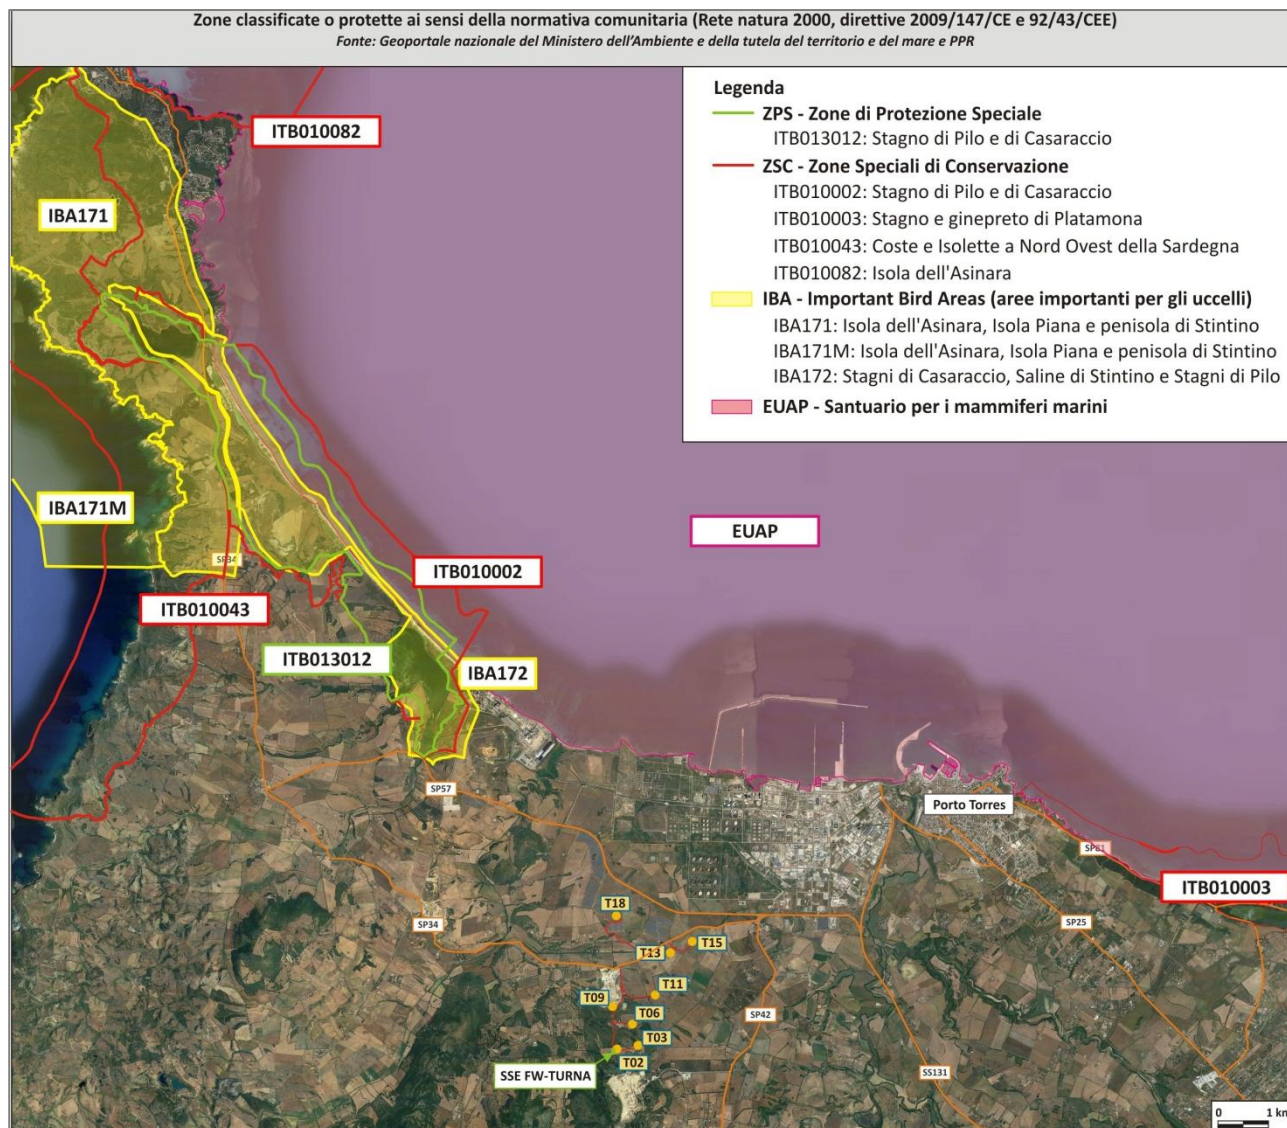 Zone classificate o protette ai sensi della normativa comunitaria (Rete natura 2000, direttive 2009/147/CE e 92/43/CEE)
Fonte: Geoportale nazionale del Ministero dell'Ambiente e della tutela del territorio e del mare e PPR
Legenda
ZPS - Zone di Protezione Speciale
ITB013012: Stagno di Pilo e di Casaraccio
ZSC - Zone Speciali di Conservazione
ITB010002: Stagno di Pilo e di Casaraccio
ITB010003: Stagno e ginepreto di Platamona
ITB010043: Coste e Isolette a Nord Ovest della Sardegna
ITB010082: Isola dell'Asinara
IBA - Important Bird Areas (aree importanti per gli uccelli)
IBA171: Isola dell'Asinara, Isola Piana e penisola di Stintino
IBA171M: Isola dell'Asinara, Isola Piana e penisola di Stintino
IBA172: Stagni di Casaraccio, Saline di Stintino e Stagni di Pilo
EUAP - Santuario per i mammiferi marini
ITB010082
IBA171
IBA171M
EUAP
SP34
ITB010002
ITB010043
ITB013012
IBA172
SP57
Porto Torres
SP81
ITB010003
T18
SP34
SP25
T15
T13
T11
T09
SP42
T06
T03
T02
SSE FW-TURNA
SS131
0 1 km